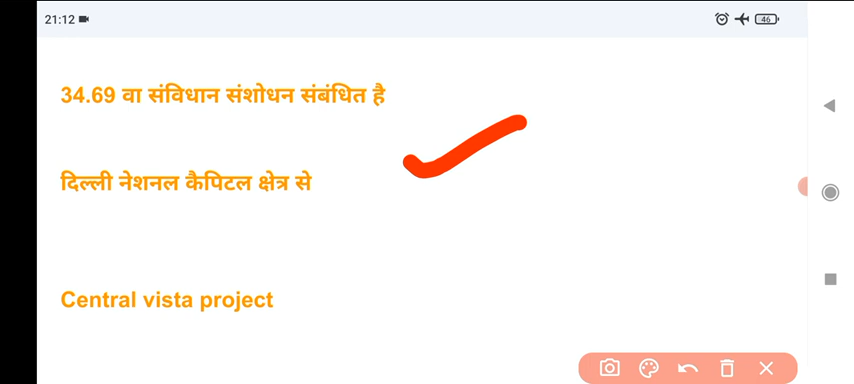 21:12
46
34.69 वा संविधान संशोधन संबंधित है
दिल्ली नेशनल कैपिटल क्षेत्र से
Central vista project